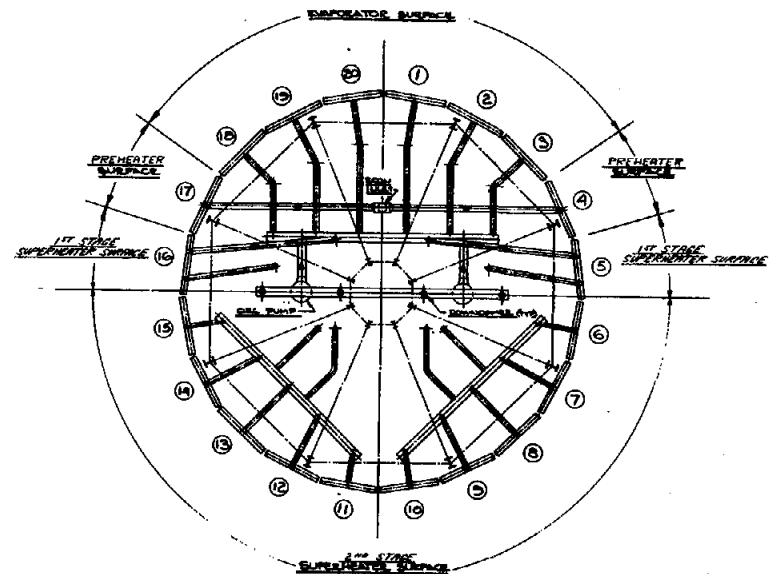 EVAPORATOR SURFACE
20
1
19
2
18
3
PREHEATER
SURFACE
PREHEATER
SURFACE
17
4
1ST STAGE
SUPERHEATER SURFACE
16
5
1ST STAGE
SUPERHEATER SURFACE
CIRC. PUMP
DOWNCOMER
15
6
14
7
13
8
12
9
11
10
2ND STAGE
SUPERHEATER SURFACE